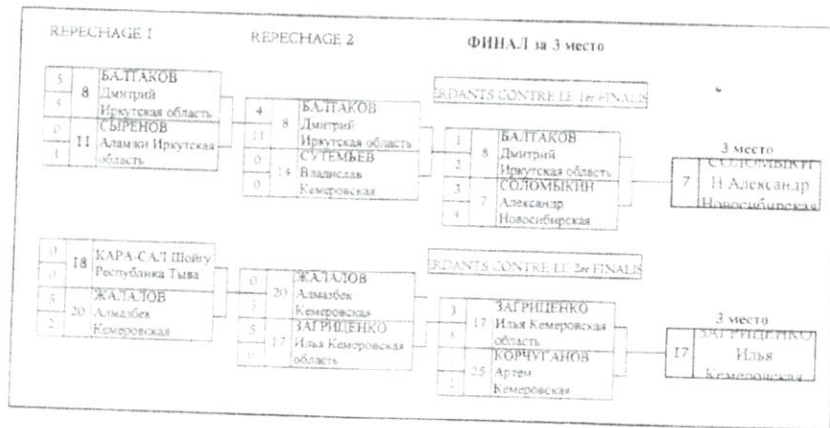 REPECHAGE 1
REPECHAGE 2
ФИНАЛ за 3 место
5
5
8
БАЛТАКОВ
Дмитрий
Иркутская область
0
1
11
СЫРЕНОВ
Аламжи Иркутская
область
4
11
8
БАЛТАКОВ
Дмитрий
Иркутская область
0
0
14
СУТЕМЬЕВ
Владислав
Кемеровская
ERDANTS CONTRE LE 1er FINALIS
1
2
8
БАЛТАКОВ
Дмитрий
Иркутская область
3
4
7
СОЛОМЫКИН
Александр
Новосибирская
3 место
7
СОЛОМЫКИ
Н Александр
Новосибирская
0
0
18
КАРА-САЛ Шойгу
Республика Тыва
5
2
20
ЖАЛАЛОВ
Алмазбек
Кемеровская
0
20
ЖАЛАЛОВ
Алмазбек
Кемеровская
5
17
ЗАГРИЦЕНКО
Илья Кемеровская
область
ERDANTS CONTRE LE 2er FINALIS
3
17
ЗАГРИЦЕНКО
Илья Кемеровская
область
25
КОРЧУГАНОВ
Артем
Кемеровская
3 место
17
ЗАГРИЦЕНКО
Илья
Кемеровская